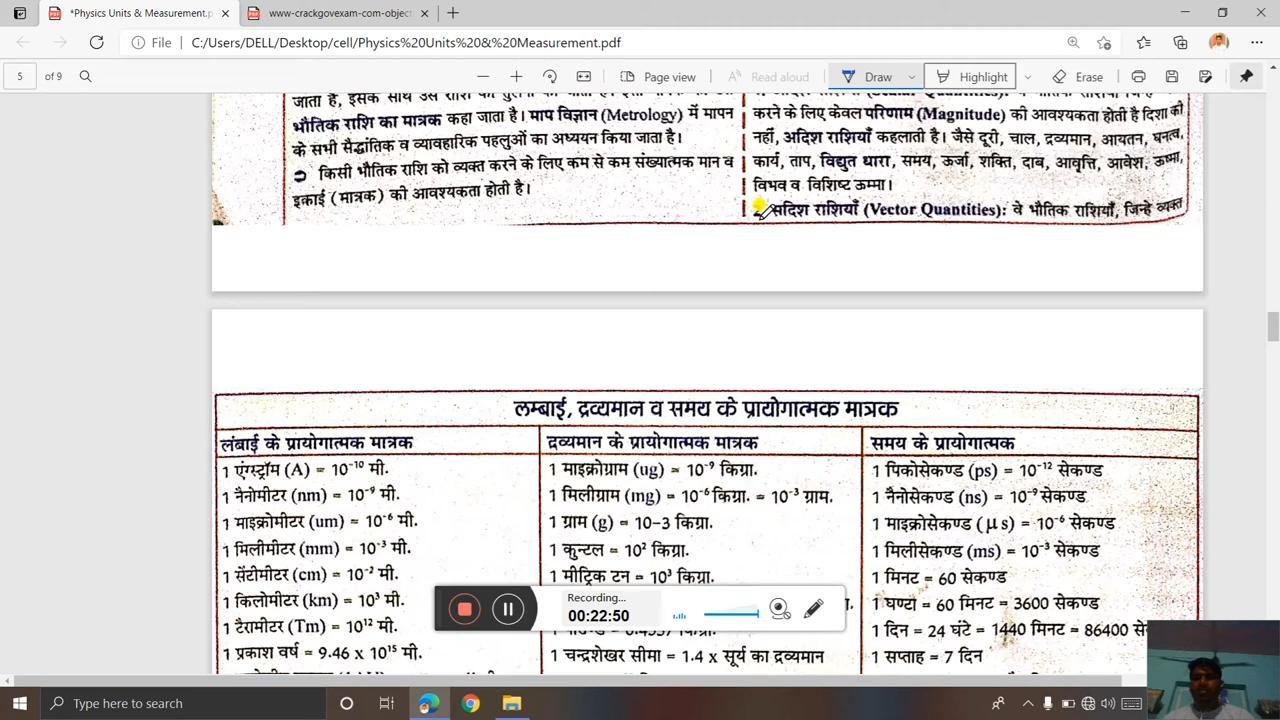 *Physics Units & Measurement.p
www-crackgovexam-com-object
File
C:/Users/DELL/Desktop/cell/Physics%20Units%20&%20Measurement.pdf
5 of 9
Page view
Read aloud
Draw
Highlight
Erase
भौतिक राशि का मात्रक कहा जाता है। माप विज्ञान (Metrology) में मापन
के सभी सैद्धांतिक व व्यावहारिक पहलुओं का अध्ययन किया जाता है।
किसी भौतिक राशि को व्यक्त करने के लिए कम से कम संख्यात्मक मान व
इकाई (मात्रक) की आवश्यकता होती है।
करने के लिए केवल परिणाम (Magnitude) की आवश्यकता होती है दिशा की
नहीं, अदिश राशियाँ कहलाती है। जैसे दूरी, चाल, द्रव्यमान, आयतन, घनत्व,
कार्य, ताप, विद्युत धारा, समय, ऊर्जा, शक्ति, दाब, आवृत्ति, आवेश, ऊष्मा,
विभव व विशिष्ट ऊम्मा।
सदिश राशियाँ (Vector Quantities): वे भौतिक राशियाँ, जिन्हे व्यक्त
लम्बाई, द्रव्यमान व समय के प्रायोगात्मक मात्रक
लंबाई के प्रायोगात्मक मात्रक
1 एंग्स्ट्रॉम (A) = 10⁻¹⁰ मी.
1 नैनोमीटर (nm) = 10⁻⁹ मी.
1 माइक्रोमीटर (um) = 10⁻⁶ मी.
1 मिलीमीटर (mm) = 10⁻³ मी.
1 सेंटीमीटर (cm) = 10⁻² मी.
1 किलोमीटर (km) = 10³ मी.
1 टैरामीटर (Tm) = 10¹² मी.
1 प्रकाश वर्ष = 9.46 x 10¹⁵ मी.
द्रव्यमान के प्रायोगात्मक मात्रक
1 माइक्रोग्राम (ug) = 10⁻⁹ किग्रा.
1 मिलीग्राम (mg) = 10⁻⁶ किग्रा. = 10⁻³ ग्राम.
1 ग्राम (g) = 10–3 किग्रा.
1 कुन्टल = 10² किग्रा.
1 मीट्रिक टन = 10³ किग्रा.
1 चन्द्रशेखर सीमा = 1.4 x सूर्य का द्रव्यमान
समय के प्रायोगात्मक
1 पिकोसेकण्ड (ps) = 10⁻¹² सेकण्ड
1 नैनोसेकण्ड (ns) = 10⁻⁹ सेकण्ड
1 माइक्रोसेकण्ड (μ s) = 10⁻⁶ सेकण्ड
1 मिलीसेकण्ड (ms) = 10⁻³ सेकण्ड
1 मिनट = 60 सेकण्ड
1 घण्टा = 60 मिनट = 3600 सेकण्ड
1 दिन = 24 घंटे = 1440 मिनट = 86400 से
1 सप्ताह = 7 दिन
Recording...
00:22:50
Type here to search